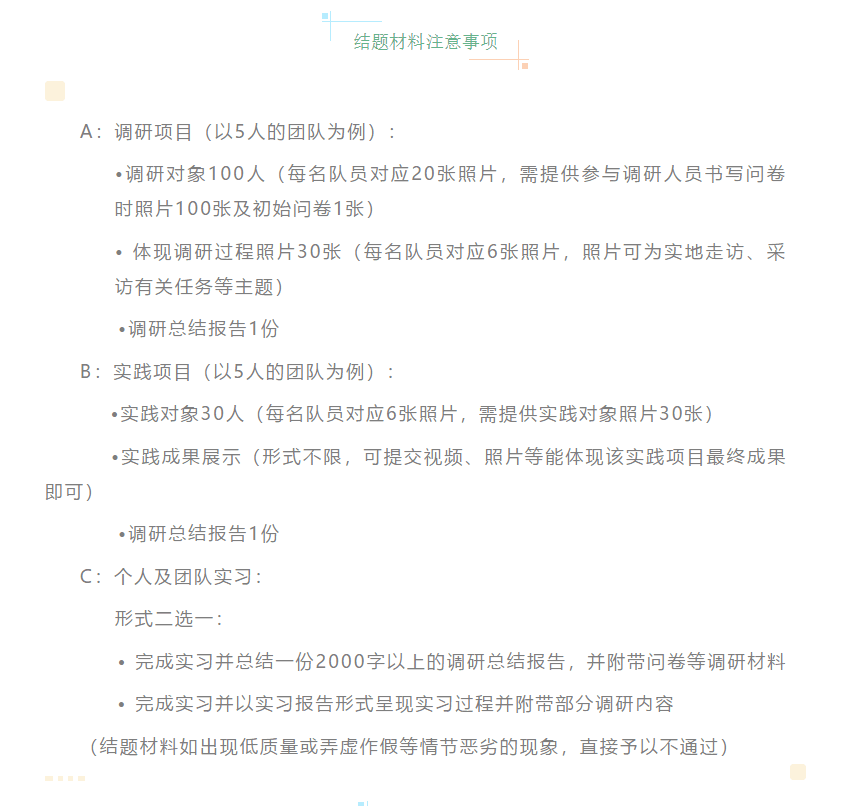 结题材料注意事项
A：调研项目（以5人的团队为例）：
•调研对象100人（每名队员对应20张照片，需提供参与调研人员书写问卷
时照片100张及初始问卷1张）
• 体现调研过程照片30张（每名队员对应6张照片，照片可为实地走访、采
访有关任务等主题）
•调研总结报告1份
B：实践项目（以5人的团队为例）：
•实践对象30人（每名队员对应6张照片，需提供实践对象照片30张）
•实践成果展示（形式不限，可提交视频、照片等能体现该实践项目最终成果
即可）
•调研总结报告1份
C：个人及团队实习：
形式二选一：
• 完成实习并总结一份2000字以上的调研总结报告，并附带问卷等调研材料
• 完成实习并以实习报告形式呈现实习过程并附带部分调研内容
（结题材料如出现低质量或弄虚作假等情节恶劣的现象，直接予以不通过）